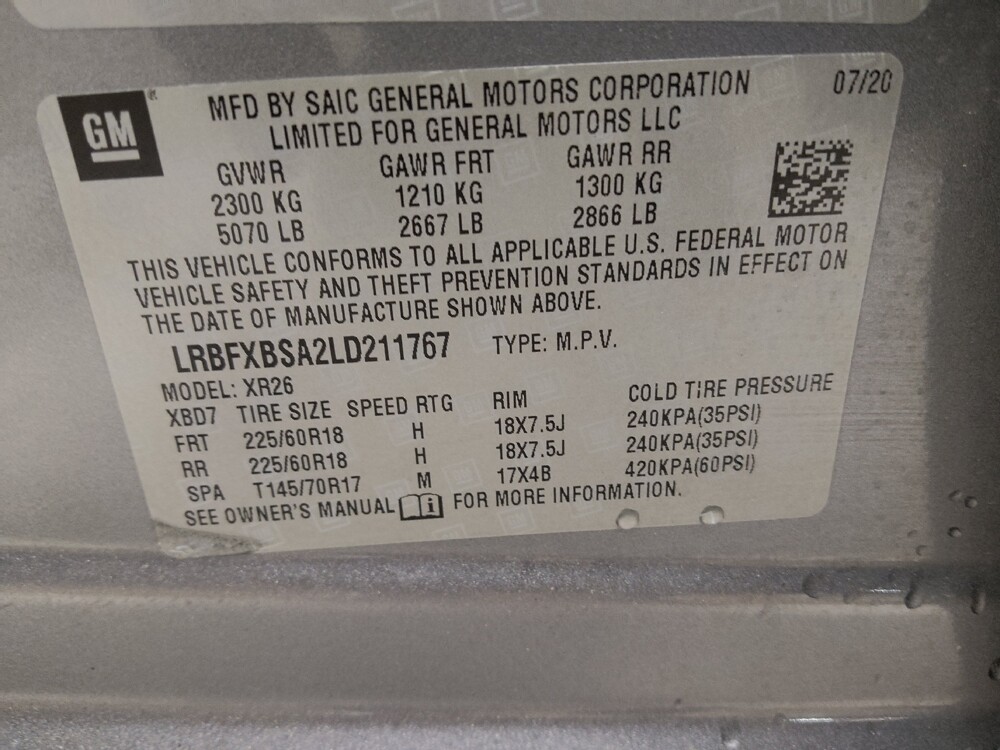 GM
MFD BY SAIC GENERAL MOTORS CORPORATION 07/20
LIMITED FOR GENERAL MOTORS LLC
GVWR GAWR FRT GAWR RR
2300 KG 1210 KG 1300 KG
5070 LB 2667 LB 2866 LB
THIS VEHICLE CONFORMS TO ALL APPLICABLE U.S. FEDERAL MOTOR
VEHICLE SAFETY AND THEFT PREVENTION STANDARDS IN EFFECT ON
THE DATE OF MANUFACTURE SHOWN ABOVE.
LRBFXBSA2LD211767 TYPE: M.P.V.
MODEL: XR26
XBD7 TIRE SIZE SPEED RTG RIM COLD TIRE PRESSURE
FRT 225/60R18 H 18X7.5J 240KPA(35PSI)
RR 225/60R18 H 18X7.5J 240KPA(35PSI)
SPA T145/70R17 M 17X4B 420KPA(60PSI)
SEE OWNER'S MANUAL i FOR MORE INFORMATION.